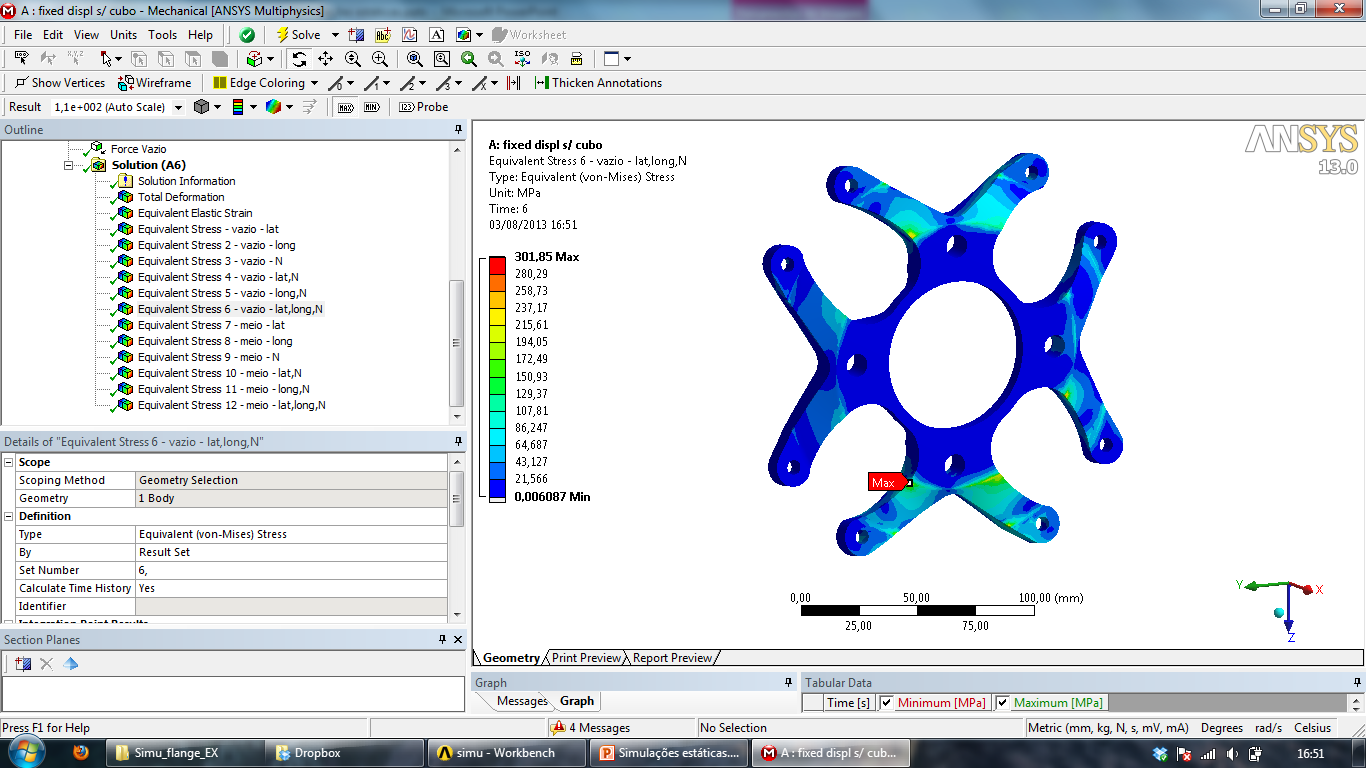 A : fixed displ s/ cubo - Mechanical [ANSYS Multiphysics]
File Edit View Units Tools Help Solve Worksheet
Show Vertices Wireframe Edge Coloring Thicken Annotations
Result 1,1e+002 (Auto Scale) MAX MIN Probe
Outline
Force Vazio
Solution (A6)
Solution Information
Total Deformation
Equivalent Elastic Strain
Equivalent Stress - vazio - lat
Equivalent Stress 2 - vazio - long
Equivalent Stress 3 - vazio - N
Equivalent Stress 4 - vazio - lat,N
Equivalent Stress 5 - vazio - long,N
Equivalent Stress 6 - vazio - lat,long,N
Equivalent Stress 7 - meio - lat
Equivalent Stress 8 - meio - long
Equivalent Stress 9 - meio - N
Equivalent Stress 10 - meio - lat,N
Equivalent Stress 11 - meio - long,N
Equivalent Stress 12 - meio - lat,long,N
Details of "Equivalent Stress 6 - vazio - lat,long,N"
Scope
Scoping Method Geometry Selection
Geometry 1 Body
Definition
Type Equivalent (von-Mises) Stress
By Result Set
Set Number 6,
Calculate Time History Yes
Identifier
Integration Point Results
Section Planes
A: fixed displ s/ cubo
Equivalent Stress 6 - vazio - lat,long,N
Type: Equivalent (von-Mises) Stress
Unit: MPa
Time: 6
03/08/2013 16:51
301,85 Max
280,29
258,73
237,17
215,61
194,05
172,49
150,93
129,37
107,81
86,247
64,687
43,127
21,566
0,006087 Min
ANSYS
13.0
Max
0,00 50,00 100,00 (mm)
25,00 75,00
Y X
Z
Geometry Print Preview Report Preview
Graph
Messages Graph
Tabular Data
Time [s] Minimum [MPa] Maximum [MPa]
Press F1 for Help 4 Messages No Selection Metric (mm, kg, N, s, mV, mA) Degrees rad/s Celsius
Simu_flange_EX Dropbox simu - Workbench Simulações estáticas.... A : fixed displ s/ cub... 16:51